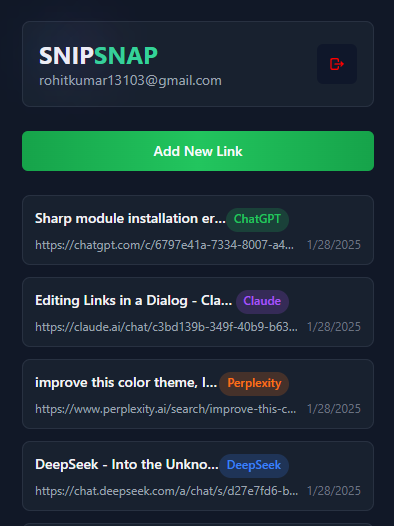 SNIPSNAP
rohitkumar13103@gmail.com
Add New Link
Sharp module installation er... ChatGPT
https://chatgpt.com/c/6797e41a-7334-8007-a4... 1/28/2025
Editing Links in a Dialog - Cla... Claude
https://claude.ai/chat/c3bd139b-349f-40b9-b63... 1/28/2025
improve this color theme, I... Perplexity
https://www.perplexity.ai/search/improve-this-c... 1/28/2025
DeepSeek - Into the Unkno... DeepSeek
https://chat.deepseek.com/a/chat/s/d27e7fd6-b... 1/28/2025